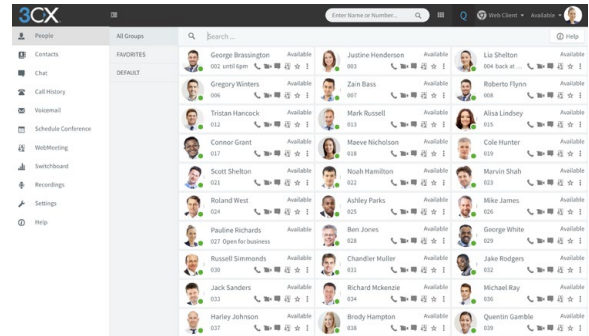 3CX
Enter Name or Number...
Web Client
Available
People
Contacts
Chat
Call History
Voicemail
Schedule Conference
WebMeeting
Switchboard
Recordings
Settings
Help
All Groups
FAVORITES
DEFAULT
Search ...
Help
George Brassington Available
002 until 6pm
Justine Henderson Available
003
Lia Shelton Available
004 back at ...
Gregory Winters Available
006
Zain Bass Available
007
Roberto Flynn Available
008
Tristan Hancock Available
012
Mark Russell Available
013
Alisa Lindsey Available
015
Connor Grant Available
017
Maeve Nicholson Available
018
Cole Hunter Available
019
Scott Shelton Available
021
Noah Hamilton Available
022
Marvin Shah Available
023
Roland West Available
024
Ashley Parks Available
025
Mike James Available
026
Pauline Richards Available
027 Open for business
Ben Jones Available
028
George White Available
029
Russell Simmonds Available
030
Chandler Muller Available
031
Jake Rodgers Available
032
Jack Sanders Available
033
Richard Mckenzie Available
034
Michael Ray Available
036
Harley Johnson Available
037
Brody Hampton Available
038
Quentin Gamble Available
039